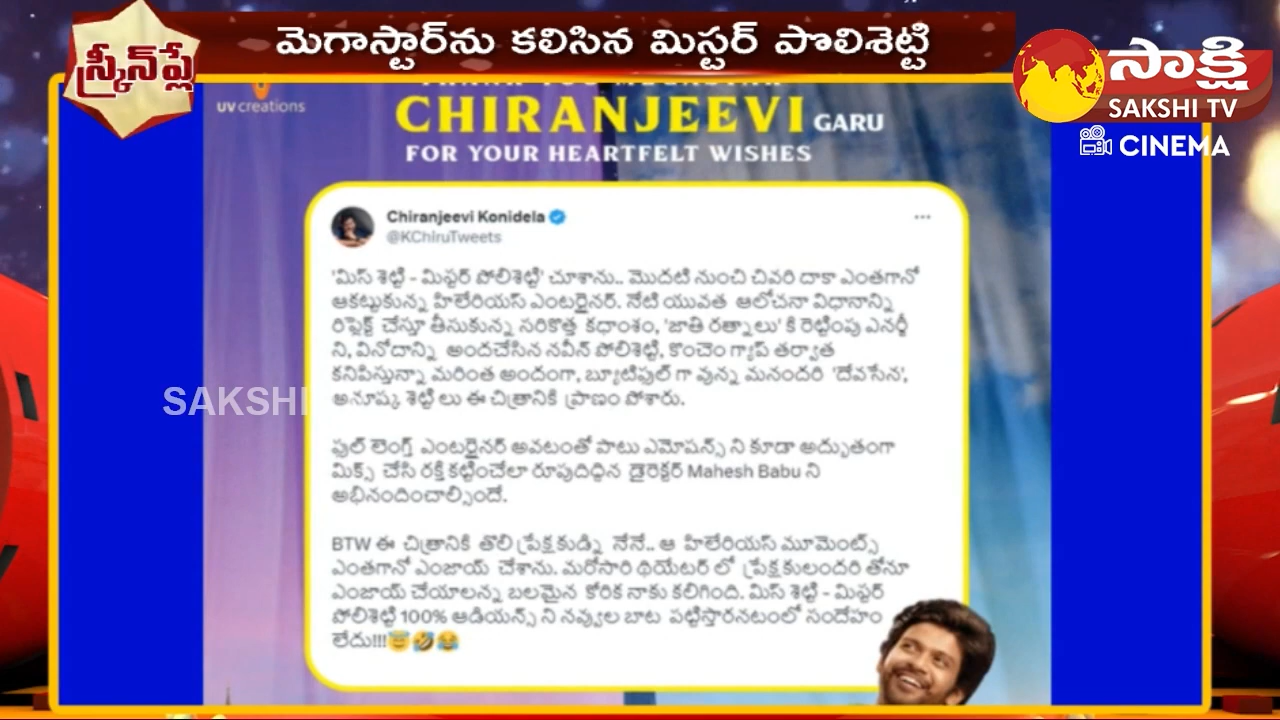 మెగాస్టార్‌ను కలిసిన మిస్టర్ పొలిశెట్టి
స్క్రీన్‌ప్లే
సాక్షి
SAKSHI TV
CINEMA
uv creations
CHIRANJEEVI GARU
FOR YOUR HEARTFELT WISHES
Chiranjeevi Konidela
@KChiruTweets
'మిస్ శెట్టి - మిస్టర్ పోలిశెట్టి' చూశాను.. మొదటి నుంచి చివరి దాకా ఎంతగానో
ఆకట్టుకున్న హిలేరియస్ ఎంటర్టైనర్. నేటి యువత ఆలోచనా విధానాన్ని
రిఫ్లెక్ట్ చేస్తూ తీసుకున్న సరికొత్త కధాంశం, 'జాతి రత్నాలు' కి రెట్టింపు ఎనర్జీ
ని, వినోదాన్ని అందచేసిన నవీన్ పోలిశెట్టి, కొంచెం గ్యాప్ తర్వాత
కనిపిస్తున్నా మరింత అందంగా, బ్యూటిఫుల్ గా వున్న మనందరి 'దేవసేన',
అనూష్క శెట్టి లు ఈ చిత్రానికి ప్రాణం పోశారు.
ఫుల్ లెంగ్త్ ఎంటర్టైనర్ అవటంతో పాటు ఎమోషన్స్ ని కూడా అద్భుతంగా
మిక్స్ చేసి రక్తి కట్టించేలా రూపుదిద్దిన డైరెక్టర్ Mahesh Babu ని
అభినందించాల్సిందే.
BTW ఈ చిత్రానికి తొలి ప్రేక్షకుడ్ని నేనే.. ఆ హిలేరియస్ మూమెంట్స్
ఎంతగానో ఎంజాయ్ చేశాను. మరోసారి థియేటర్ లో ప్రేక్షకులందరి తోనూ
ఎంజాయ్ చేయాలన్న బలమైన కోరిక నాకు కలిగింది. మిస్ శెట్టి - మిస్టర్
పోలిశెట్టి 100% ఆడియన్స్ ని నవ్వుల బాట పట్టిస్తారనటంలో సందేహం
లేదు!!!😇🤣😂
SAKSHI